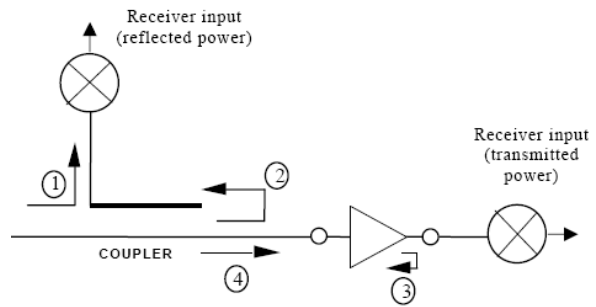 Receiver input
(reflected power)
1
2
Receiver input
(transmitted
power)
COUPLER
4
3